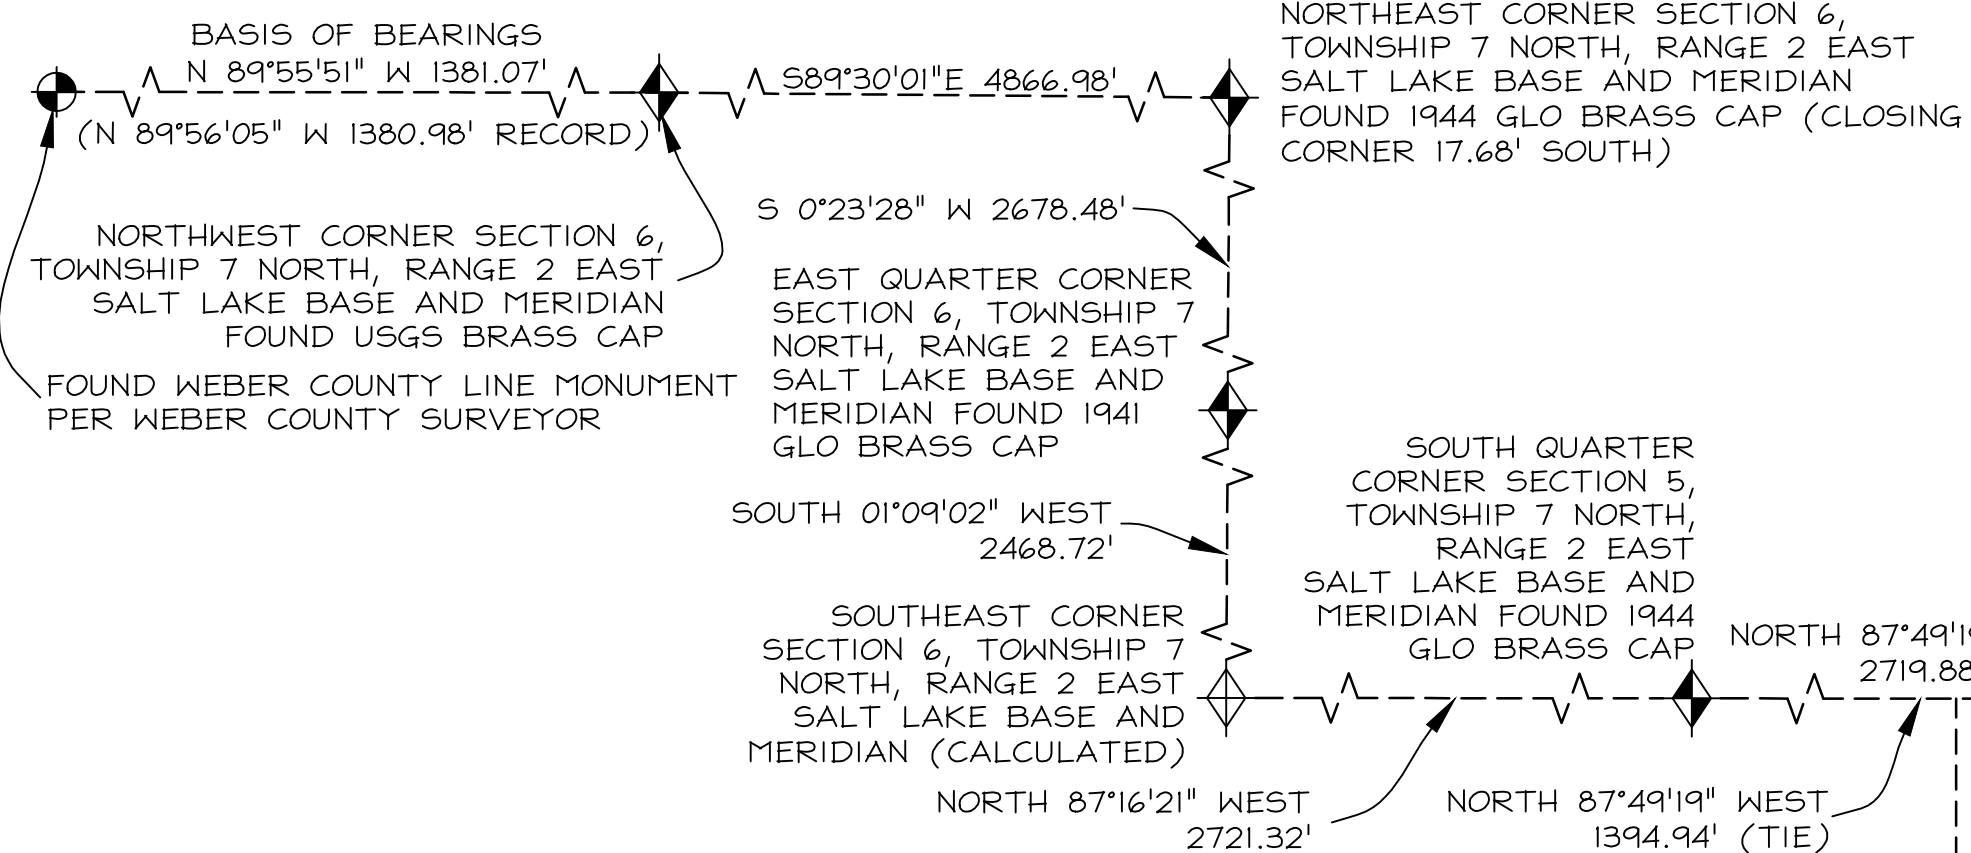 BASIS OF BEARINGS
N 89°55'51" W 1381.07'
(N 89°56'05" W 1380.98' RECORD)
S89°30'01"E 4866.98'
NORTHEAST CORNER SECTION 6,
TOWNSHIP 7 NORTH, RANGE 2 EAST
SALT LAKE BASE AND MERIDIAN
FOUND 1944 GLO BRASS CAP (CLOSING
CORNER 17.68' SOUTH)
NORTHWEST CORNER SECTION 6,
TOWNSHIP 7 NORTH, RANGE 2 EAST
SALT LAKE BASE AND MERIDIAN
FOUND USGS BRASS CAP
FOUND WEBER COUNTY LINE MONUMENT
PER WEBER COUNTY SURVEYOR
S 0°23'28" W 2678.48'
EAST QUARTER CORNER
SECTION 6, TOWNSHIP 7
NORTH, RANGE 2 EAST
SALT LAKE BASE AND
MERIDIAN FOUND 1941
GLO BRASS CAP
SOUTH 01°09'02" WEST
2468.72'
SOUTH QUARTER
CORNER SECTION 5,
TOWNSHIP 7 NORTH,
RANGE 2 EAST
SALT LAKE BASE AND
MERIDIAN FOUND 1944
GLO BRASS CAP
SOUTHEAST CORNER
SECTION 6, TOWNSHIP 7
NORTH, RANGE 2 EAST
SALT LAKE BASE AND
MERIDIAN (CALCULATED)
NORTH 87°49'19
2719.88
NORTH 87°16'21" WEST
2721.32'
NORTH 87°49'19" WEST
1394.94' (TIE)